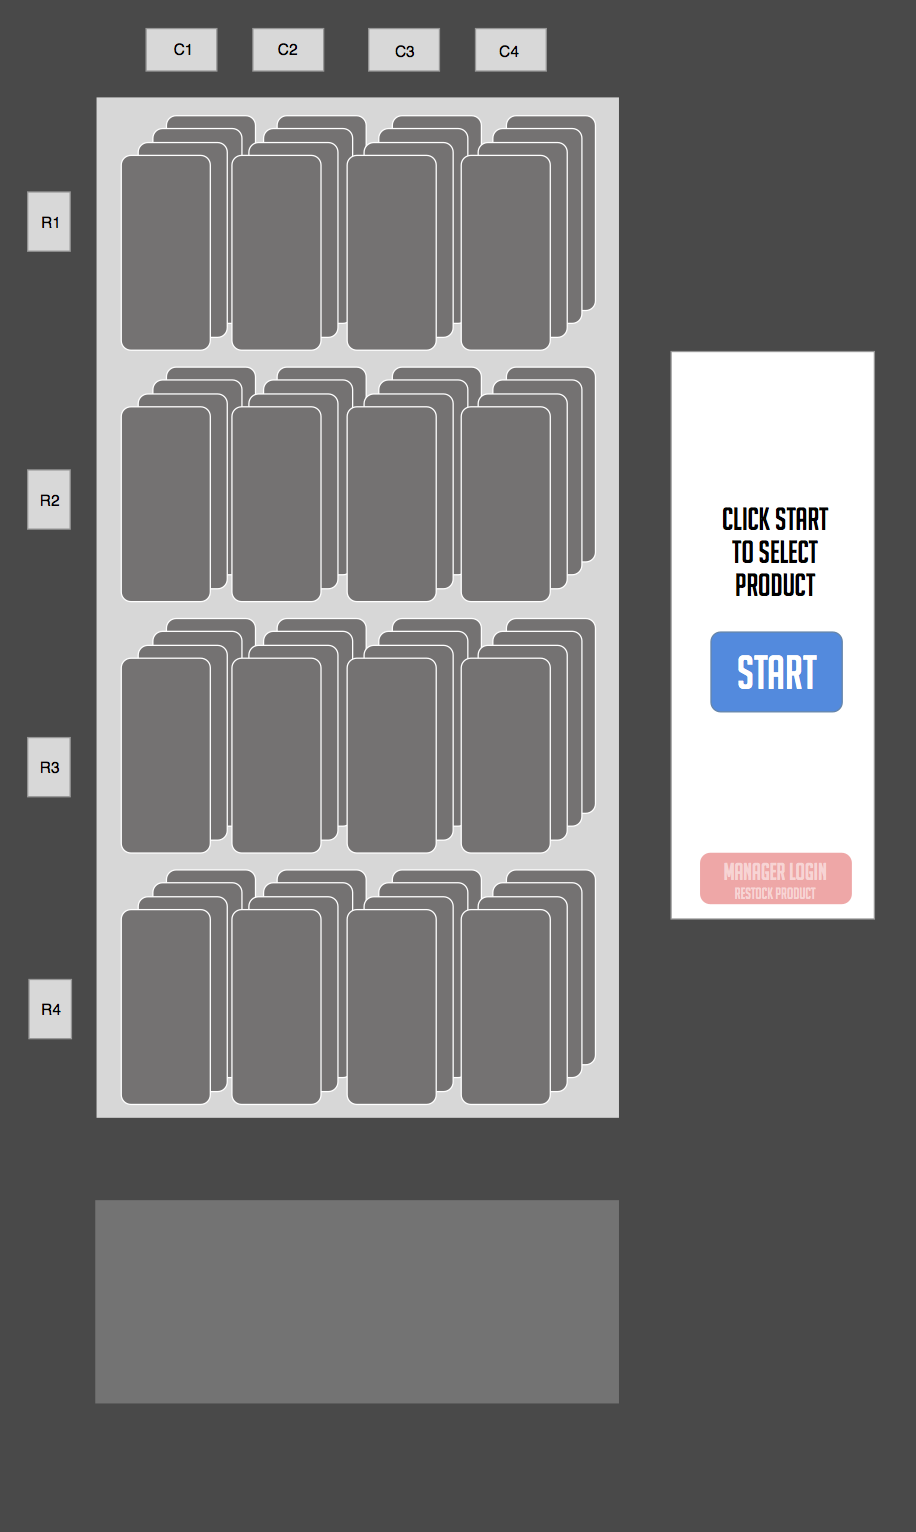 C1
C2
C3
C4
R1
R2
R3
R4
CLICK START
TO SELECT
PRODUCT
START
MANAGER LOGIN
RESTOCK PRODUCT